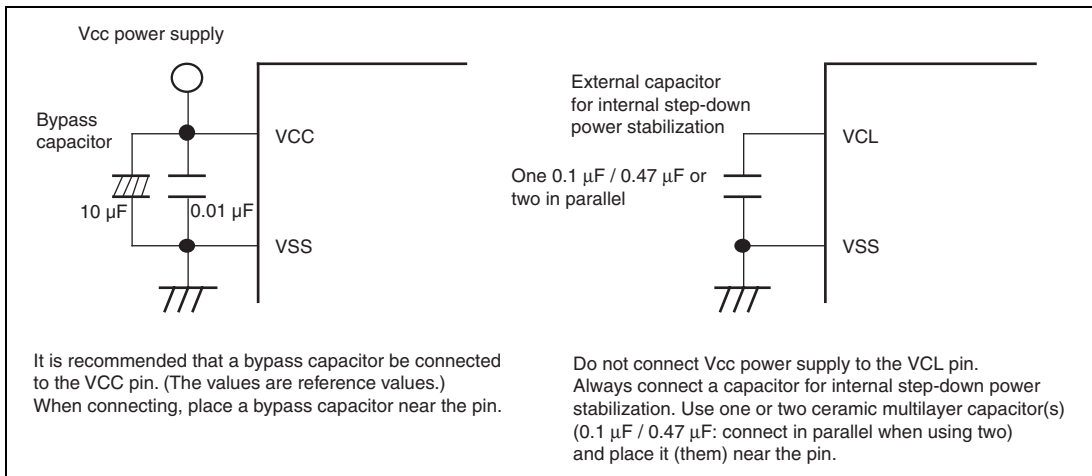 Vcc power supply
Bypass
capacitor
VCC
10 µF
0.01 µF
VSS
It is recommended that a bypass capacitor be connected
to the VCC pin. (The values are reference values.)
When connecting, place a bypass capacitor near the pin.
External capacitor
for internal step-down
power stabilization
VCL
One 0.1 µF / 0.47 µF or
two in parallel
VSS
Do not connect Vcc power supply to the VCL pin.
Always connect a capacitor for internal step-down power
stabilization. Use one or two ceramic multilayer capacitor(s)
(0.1 µF / 0.47 µF: connect in parallel when using two)
and place it (them) near the pin.